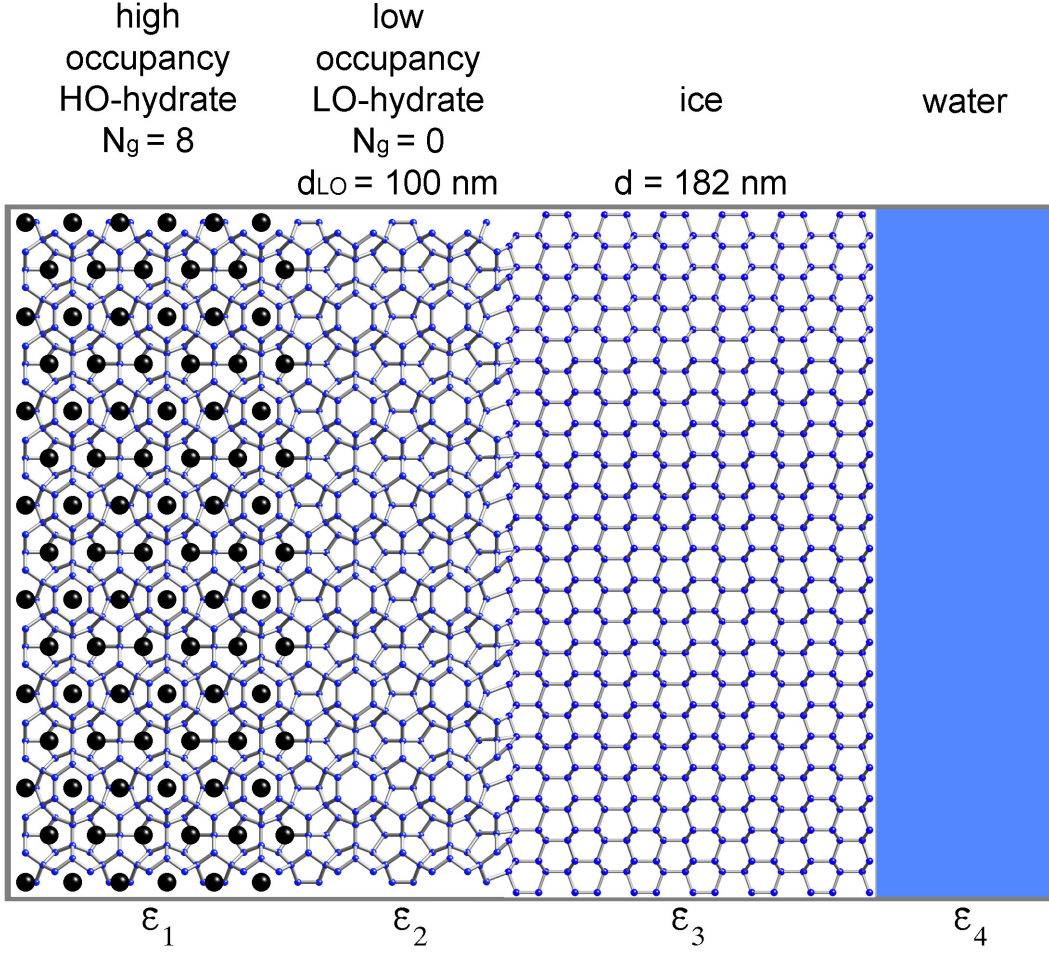 high
occupancy
HO-hydrate
Ng = 8
low
occupancy
LO-hydrate
Ng = 0
dLO = 100 nm
ice
d = 182 nm
water
ε1
ε2
ε3
ε4